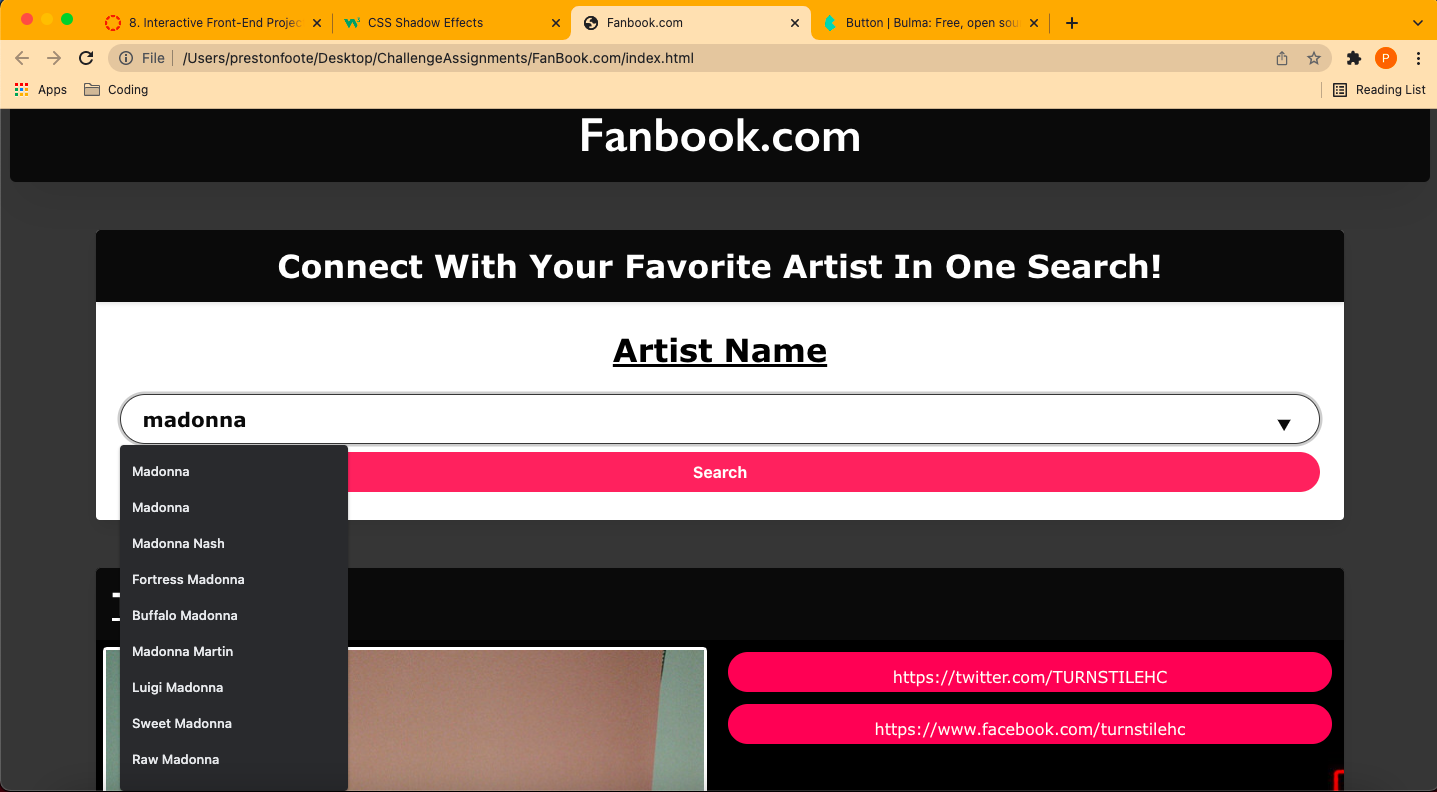 8. Interactive Front-End Projec
CSS Shadow Effects
Fanbook.com
Button | Bulma: Free, open sou
File
/Users/prestonfoote/Desktop/ChallengeAssignments/FanBook.com/index.html
P
Apps
Coding
Reading List
Fanbook.com
Connect With Your Favorite Artist In One Search!
Artist Name
madonna
Search
Madonna
Madonna
Madonna Nash
Fortress Madonna
Buffalo Madonna
Madonna Martin
Luigi Madonna
Sweet Madonna
Raw Madonna
https://twitter.com/TURNSTILEHC
https://www.facebook.com/turnstilehc